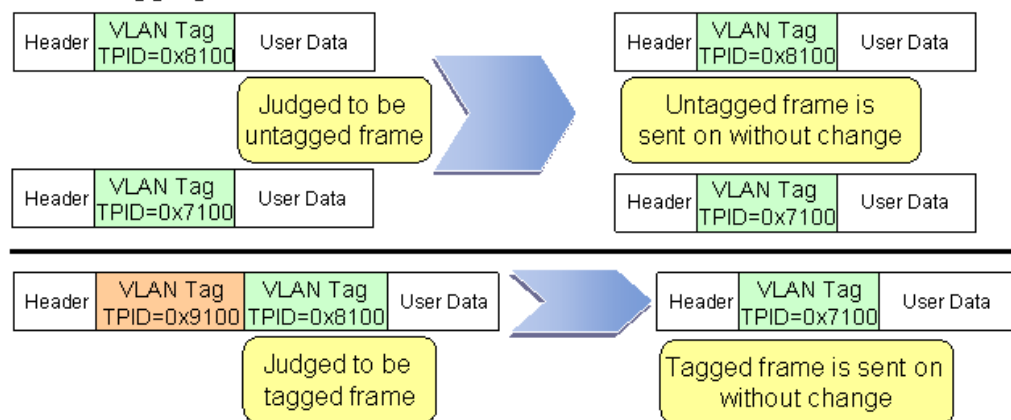 Header VLAN Tag TPID=0x8100 User Data
Header VLAN Tag TPID=0x8100 User Data
Judged to be
untagged frame
Untagged frame is
sent on without change
Header VLAN Tag TPID=0x7100 User Data
Header VLAN Tag TPID=0x7100 User Data
Header VLAN Tag TPID=0x9100 VLAN Tag TPID=0x8100 User Data
Header VLAN Tag TPID=0x7100 User Data
Judged to be
tagged frame
Tagged frame is sent on
without change